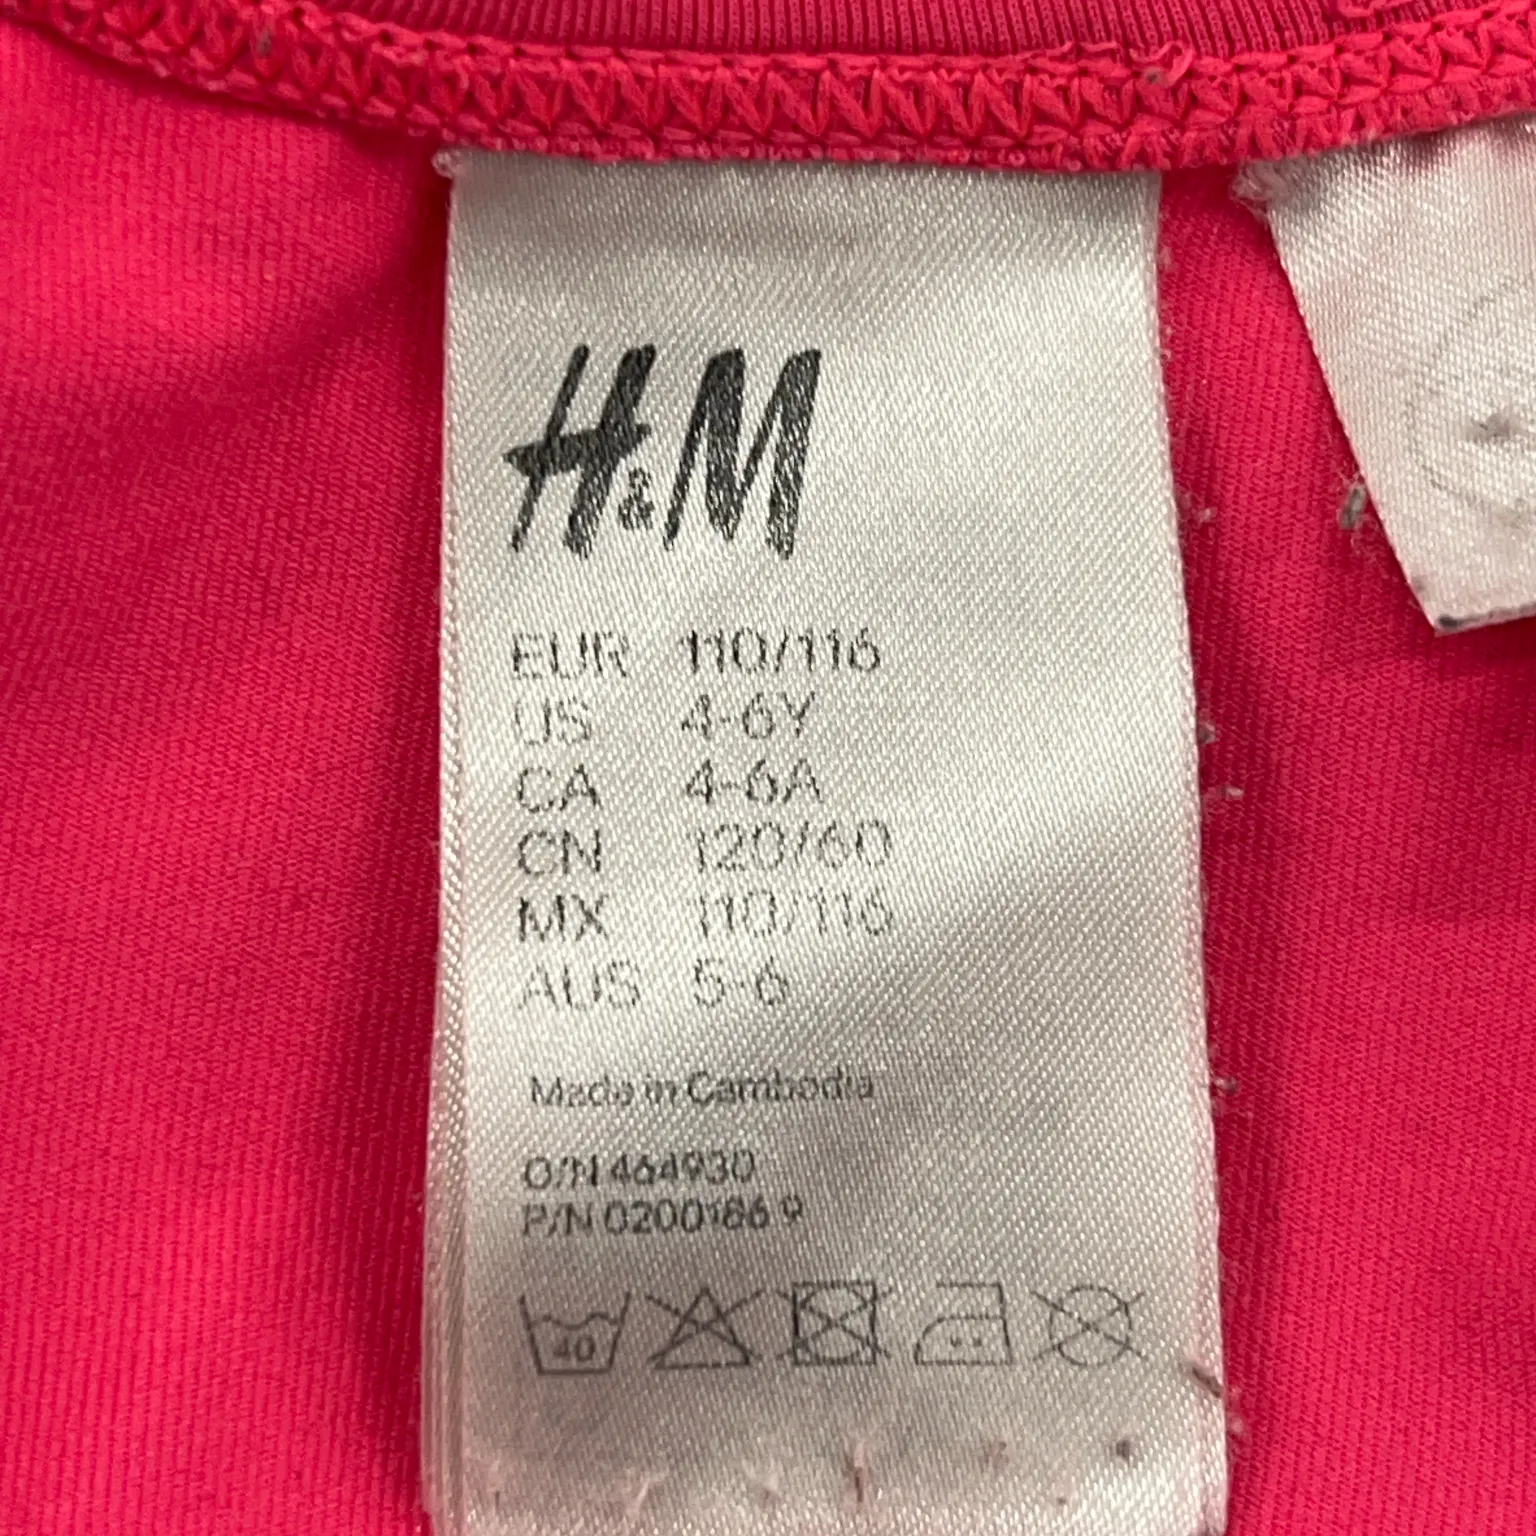 H&M
EUR 110/116
US 4-6Y
CA 4-6A
CN 120/60
MX 110/116
AUS 5-6
Made in Cambodia
O/N 464930
P/N 0200186 9
40